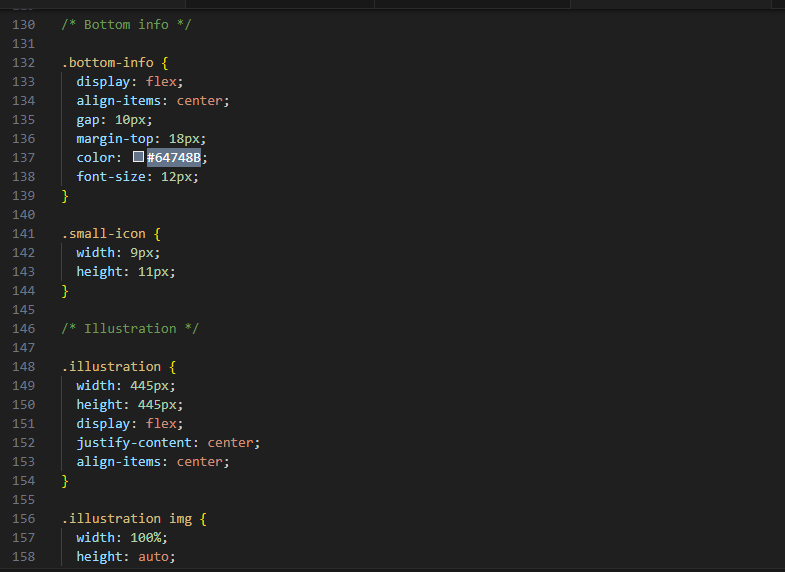 130 /* Bottom info */
131
132 .bottom-info {
133 display: flex;
134 align-items: center;
135 gap: 10px;
136 margin-top: 18px;
137 color: #64748B;
138 font-size: 12px;
139 }
140
141 .small-icon {
142 width: 9px;
143 height: 11px;
144 }
145
146 /* Illustration */
147
148 .illustration {
149 width: 445px;
150 height: 445px;
151 display: flex;
152 justify-content: center;
153 align-items: center;
154 }
155
156 .illustration img {
157 width: 100%;
158 height: auto;